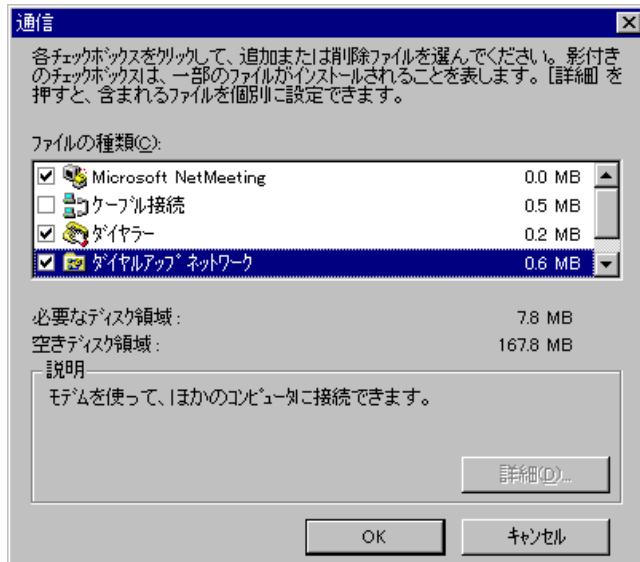 通信
各ﾁｪｯｸﾎﾞｯｸｽをｸﾘｯｸして、追加または削除ﾌｧｲﾙを選んでください。影付き
のﾁｪｯｸﾎﾞｯｸｽは、一部のﾌｧｲﾙがｲﾝｽﾄｰﾙされることを表します。[詳細] を
押すと、含まれるﾌｧｲﾙを個別に設定できます。
ﾌｧｲﾙの種類(C):
Microsoft NetMeeting 0.0 MB
ｹｰﾌﾞﾙ接続 0.5 MB
ﾀﾞｲﾔﾗｰ 0.2 MB
ﾀﾞｲﾔﾙｱｯﾌﾟ ﾈｯﾄﾜｰｸ 0.6 MB
必要なﾃﾞｨｽｸ領域: 7.8 MB
空きﾃﾞｨｽｸ領域: 167.8 MB
説明
ﾓﾃﾞﾑを使って、ほかのｺﾝﾋﾟｭｰﾀに接続できます。
詳細(D)...
OK ｷｬﾝｾﾙ